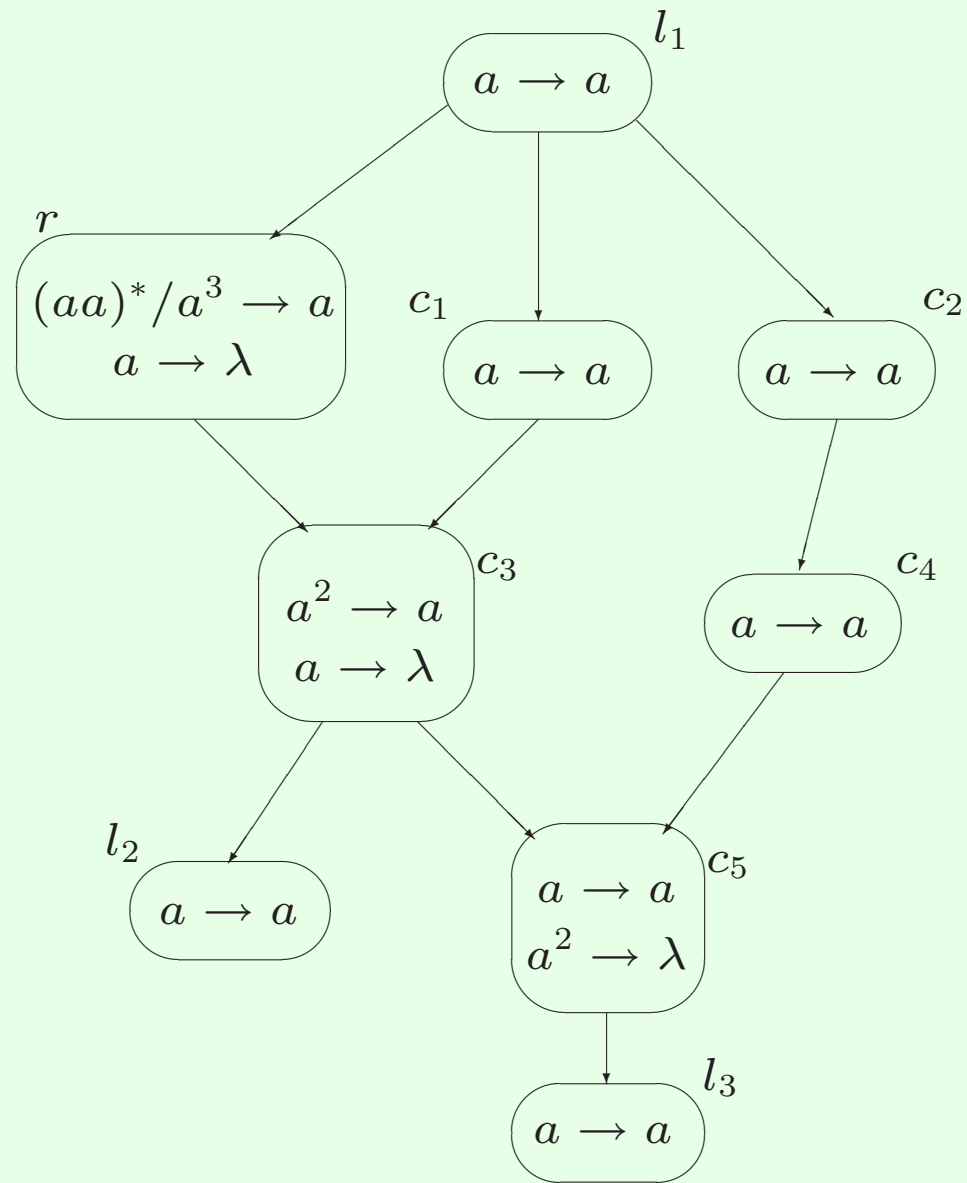 l₁
a → a
r
(aa)*/a³ → a
a → λ
c₁
a → a
c₂
a → a
c₃
a² → a
a → λ
c₄
a → a
l₂
a → a
c₅
a → a
a² → λ
l₃
a → a